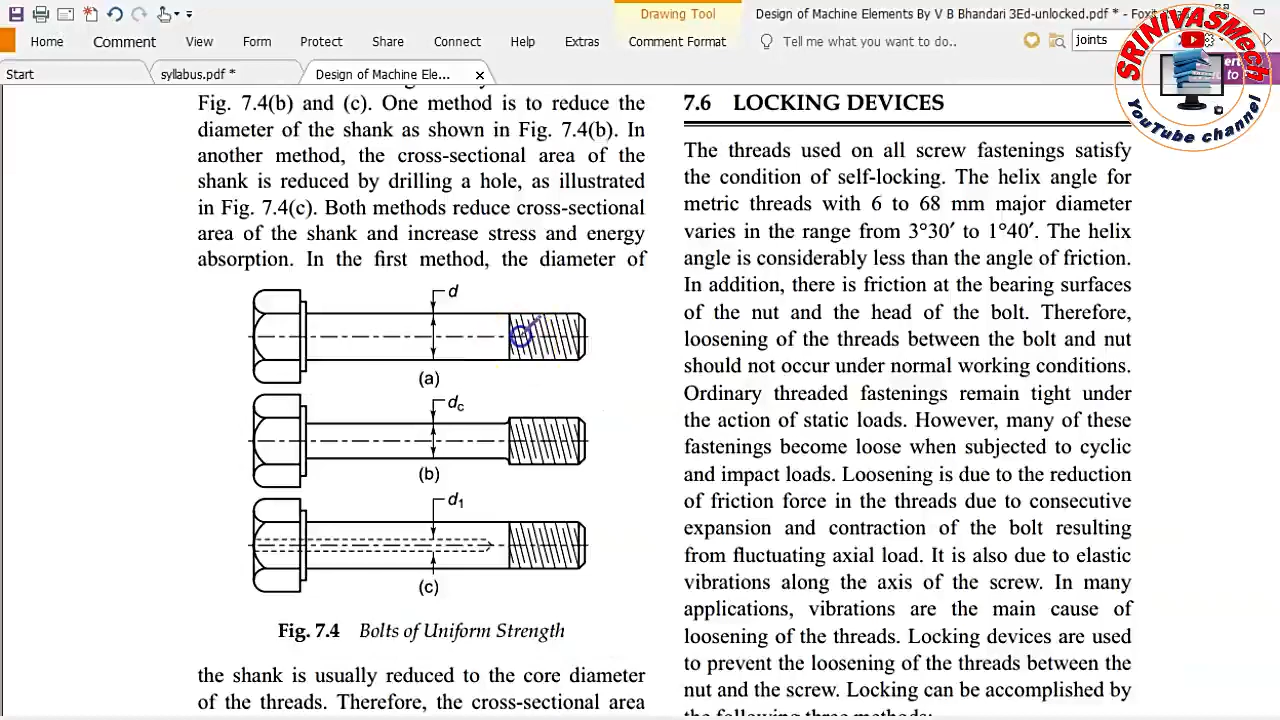 Drawing Tool
Design of Machine Elements By V B Bhandari 3Ed-unlocked.pdf * - Foxit
Home
Comment
View
Form
Protect
Share
Connect
Help
Extras
Comment Format
Tell me what you want to do..
joints
Start
syllabus.pdf *
Design of Machine Ele...
SRINIVASMech
YouTube channel
Fig. 7.4(b) and (c). One method is to reduce the
diameter of the shank as shown in Fig. 7.4(b). In
another method, the cross-sectional area of the
shank is reduced by drilling a hole, as illustrated
in Fig. 7.4(c). Both methods reduce cross-sectional
area of the shank and increase stress and energy
absorption. In the first method, the diameter of
d
(a)
dc
(b)
d1
(c)
Fig. 7.4 Bolts of Uniform Strength
the shank is usually reduced to the core diameter
of the threads. Therefore, the cross-sectional area
7.6 LOCKING DEVICES
The threads used on all screw fastenings satisfy
the condition of self-locking. The helix angle for
metric threads with 6 to 68 mm major diameter
varies in the range from 3°30′ to 1°40′. The helix
angle is considerably less than the angle of friction.
In addition, there is friction at the bearing surfaces
of the nut and the head of the bolt. Therefore,
loosening of the threads between the bolt and nut
should not occur under normal working conditions.
Ordinary threaded fastenings remain tight under
the action of static loads. However, many of these
fastenings become loose when subjected to cyclic
and impact loads. Loosening is due to the reduction
of friction force in the threads due to consecutive
expansion and contraction of the bolt resulting
from fluctuating axial load. It is also due to elastic
vibrations along the axis of the screw. In many
applications, vibrations are the main cause of
loosening of the threads. Locking devices are used
to prevent the loosening of the threads between the
nut and the screw. Locking can be accomplished by
the following three methods: